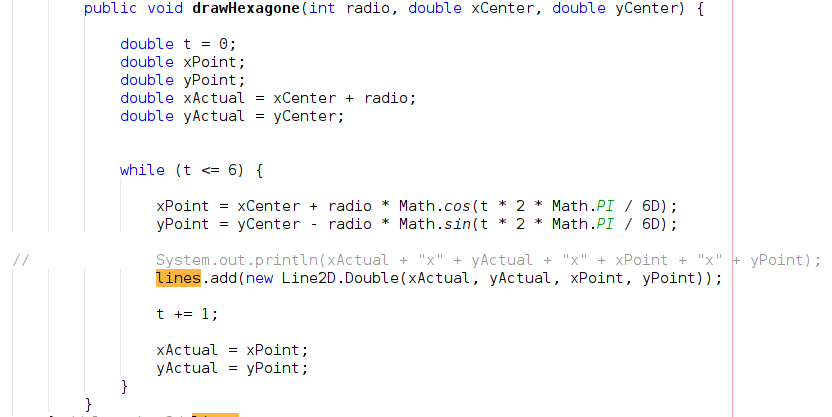 public void drawHexagone(int radio, double xCenter, double yCenter) {
double t = 0;
double xPoint;
double yPoint;
double xActual = xCenter + radio;
double yActual = yCenter;
while (t <= 6) {
xPoint = xCenter + radio * Math.cos(t * 2 * Math.PI / 6D);
yPoint = yCenter - radio * Math.sin(t * 2 * Math.PI / 6D);
// System.out.println(xActual + "x" + yActual + "x" + xPoint + "x" + yPoint);
lines.add(new Line2D.Double(xActual, yActual, xPoint, yPoint));
t += 1;
xActual = xPoint;
yActual = yPoint;
}
}